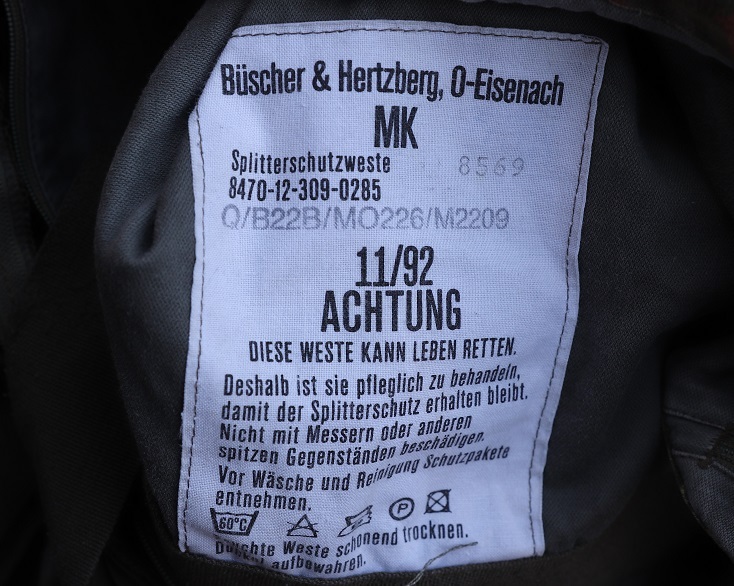 Büscher & Hertzberg, O-Eisenach
MK
Splitterschutzweste 8569
8470-12-309-0285
Q/B22B/MO226/M2209
11/92
ACHTUNG
DIESE WESTE KANN LEBEN RETTEN.
Deshalb ist sie pfleglich zu behandeln,
damit der Splitterschutz erhalten bleibt.
Nicht mit Messern oder anderen
spitzen Gegenständen beschädigen.
Vor Wäsche und Reinigung Schutzpakete
entnehmen.
60°C P
Weste schonend trocknen.
aufbewahren.